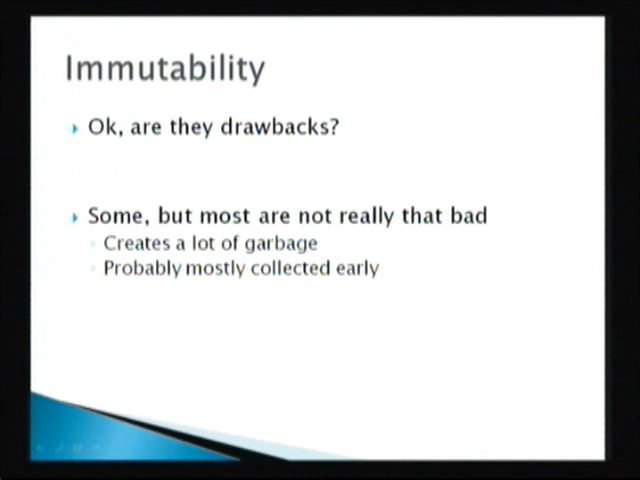 Immutability
Ok, are they drawbacks?
Some, but most are not really that bad
Creates a lot of garbage
Probably mostly collected early